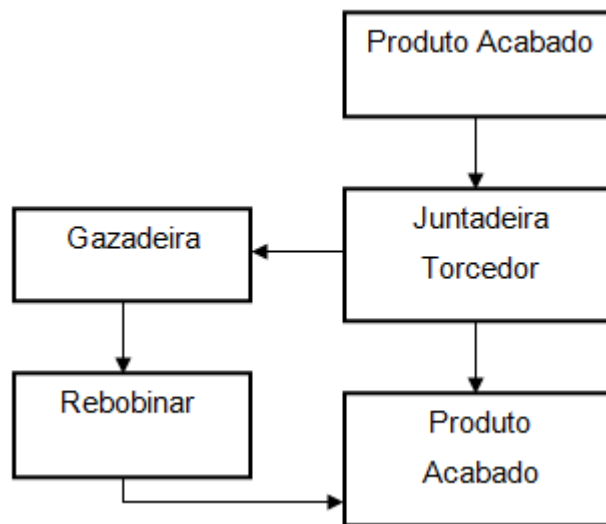 Produto Acabado
Juntadeira
Torcedor
Gazadeira
Rebobinar
Produto
Acabado